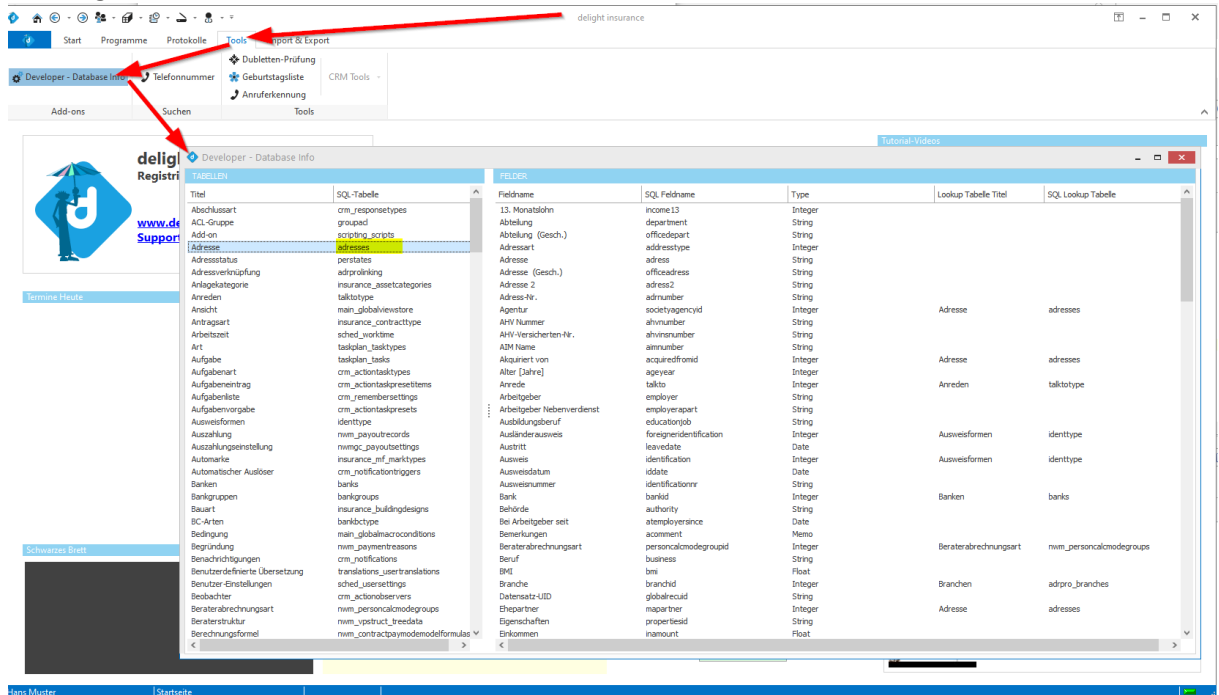 delight insurance
Start Programme Protokolle Tools Import & Export
Developer - Database Info Telefonnummer Dubletten-Prüfung
Geburtstagsliste CRM Tools
Anruferkennung
Add-ons Suchen Tools
Tutorial-Videos
Developer - Database Info
TABELLEN FELDER
Titel SQL-Tabelle Fieldname SQL Feldname Type Lookup Tabelle Titel SQL Lookup Tabelle
Abschlussart crm_responsetypes 13. Monatslohn income13 Integer
ACL-Gruppe groupacl Abteilung department String
Add-on scripting_scripts Abteilung (Gesch.) officedepart String
Adresse adresses Adressart addresstype Integer
Adressstatus perstates Adresse adress String
Adressverknüpfung adrprolinking Adresse (Gesch.) officeadress String
Anlagekategorie insurance_assetcategories Adresse 2 adress2 String
Anreden talktotype Adress-Nr. adrnumber String
Ansicht main_globalviewstore Agentur societyagencyid Integer Adresse adresses
Antragsart insurance_contracttype AHV Nummer ahvnumber String
Arbeitszeit sched_worktime AHV-Versicherten-Nr. ahvinsnumber String
Art taskplan_tasktypes AIM Name aimnumber String
Aufgabe taskplan_tasks Akquiriert von acquiredfromid Integer Adresse adresses
Aufgabenart crm_actiontasktypes Alter [Jahre] ageyear Integer
Aufgabeneintrag crm_actiontaskpresetitems Anrede talkto Integer Anreden talktotype
Aufgabenliste crm_remembersettings Arbeitgeber employer String
Aufgabenvorgabe crm_actiontaskpresets Arbeitgeber Nebenverdienst employerapart String
Ausweisformen identtype Ausbildungsberuf educationjob String
Auszahlung nwm_payoutrecords Ausländerausweis foreigneridentification Integer Ausweisformen identtype
Auszahlungseinstellung nwmgc_payoutsettings Austritt leavedate Date
Automarke insurance_mf_marktypes Ausweis identification Integer Ausweisformen identtype
Automatischer Auslöser crm_notificationtriggers Ausweisdatum iddate Date
Banken banks Ausweisnummer identificationnr String
Bankgruppen bankgroups Bank bankid Integer Banken banks
Bauart insurance_buildingdesigns Behörde authority String
BC-Arten bankbctype Bei Arbeitgeber seit atemployersince Date
Bedingung main_globalmacroconditions Bemerkungen acomment Memo
Begründung nwm_paymentreasons Beraterabrechnungsart personcalcmodegroupid Integer Beraterabrechnungsart nwm_personcalcmodegroups
Benachrichtigungen crm_notifications Beruf business String
Benutzerdefinierte Übersetzung translations_usertranslations BMI bmi Float
Benutzer-Einstellungen sched_usersettings Branche branchid Integer Branchen adrpro_branches
Beobachter crm_actionobservers Datensatz-UID globalrecuid String
Beraterabrechnungsart nwm_personcalcmodegroups Ehepartner mapartner Integer Adresse adresses
Beraterstruktur nwm_vpstruct_treedata Eigenschaften propertiesid String
Berechnungsformel nwm_contractpaymodemodelformulas Einkommen inamount Float
Termine Heute
Schwarzes Brett
Hans Muster Startseite